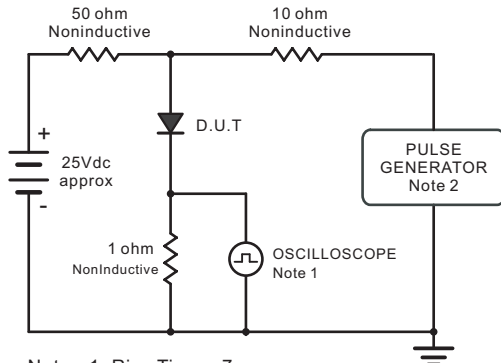 50 ohm
Noninductive
10 ohm
Noninductive
D.U.T
+
25Vdc
approx
-
PULSE
GENERATOR
Note 2
1 ohm
NonInductive
OSCILLOSCOPE
Note 1